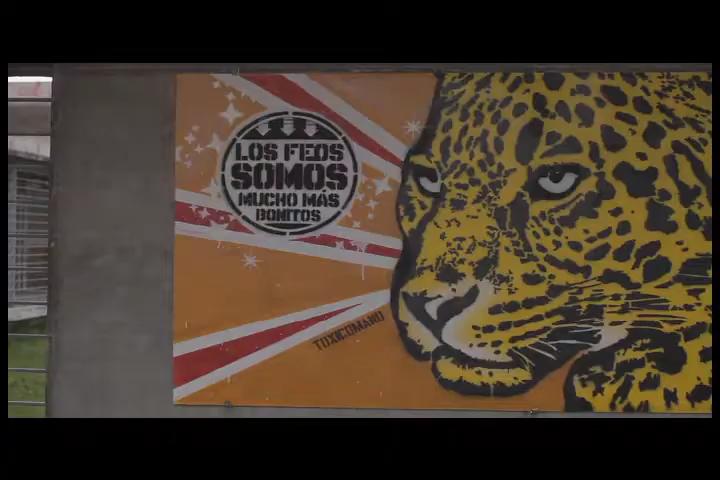 LOS FEOS
SOMOS
MUCHO MÁS
BONITOS
TOXICOMANO